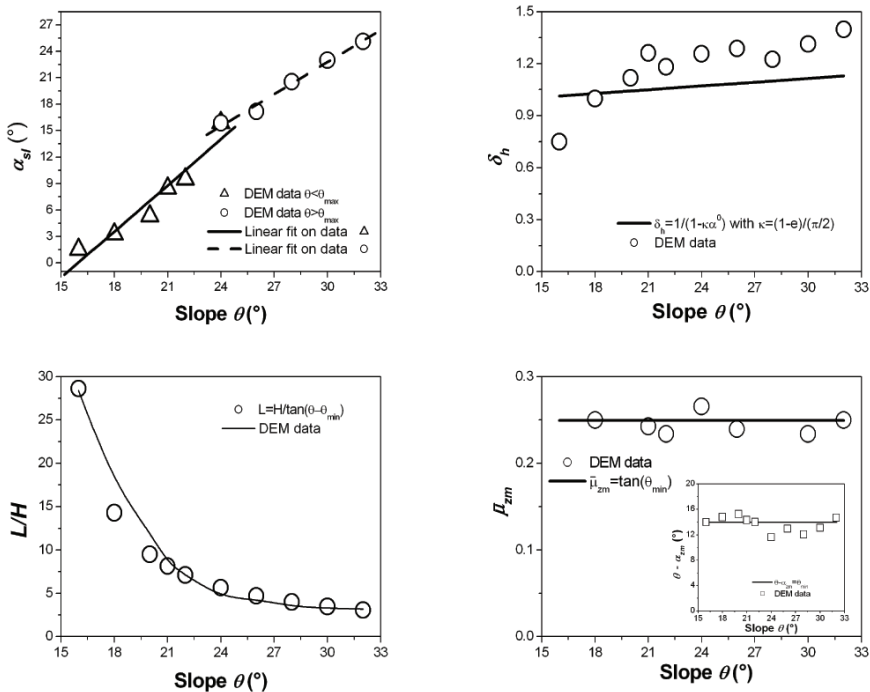 27
24
21
18
15
12
9
6
3
0
α_sl (°)
DEM data θ<θ_max
DEM data θ>θ_max
Linear fit on data
Linear fit on data
15 18 21 24 27 30 33
Slope θ (°)
1.5
1.2
0.9
0.6
0.3
0.0
δ_h
δ_h=1/(1-κα⁰) with κ=(1-e)/(π/2)
DEM data
15 18 21 24 27 30 33
Slope θ (°)
30
25
20
15
10
5
0
L/H
L=H/tan(θ-θ_min)
DEM data
15 18 21 24 27 30 33
Slope θ (°)
0.3
0.2
0.1
0.0
μ̄_zm
DEM data
μ̄_zm=tan(θ_min)
20
16
12
8
4
0
θ - α_zm (°)
θ-α_zm=θ_min
DEM data
15 18 21 24 27 30 33
Slope θ (°)
15 18 21 24 27 30 33
Slope θ (°)